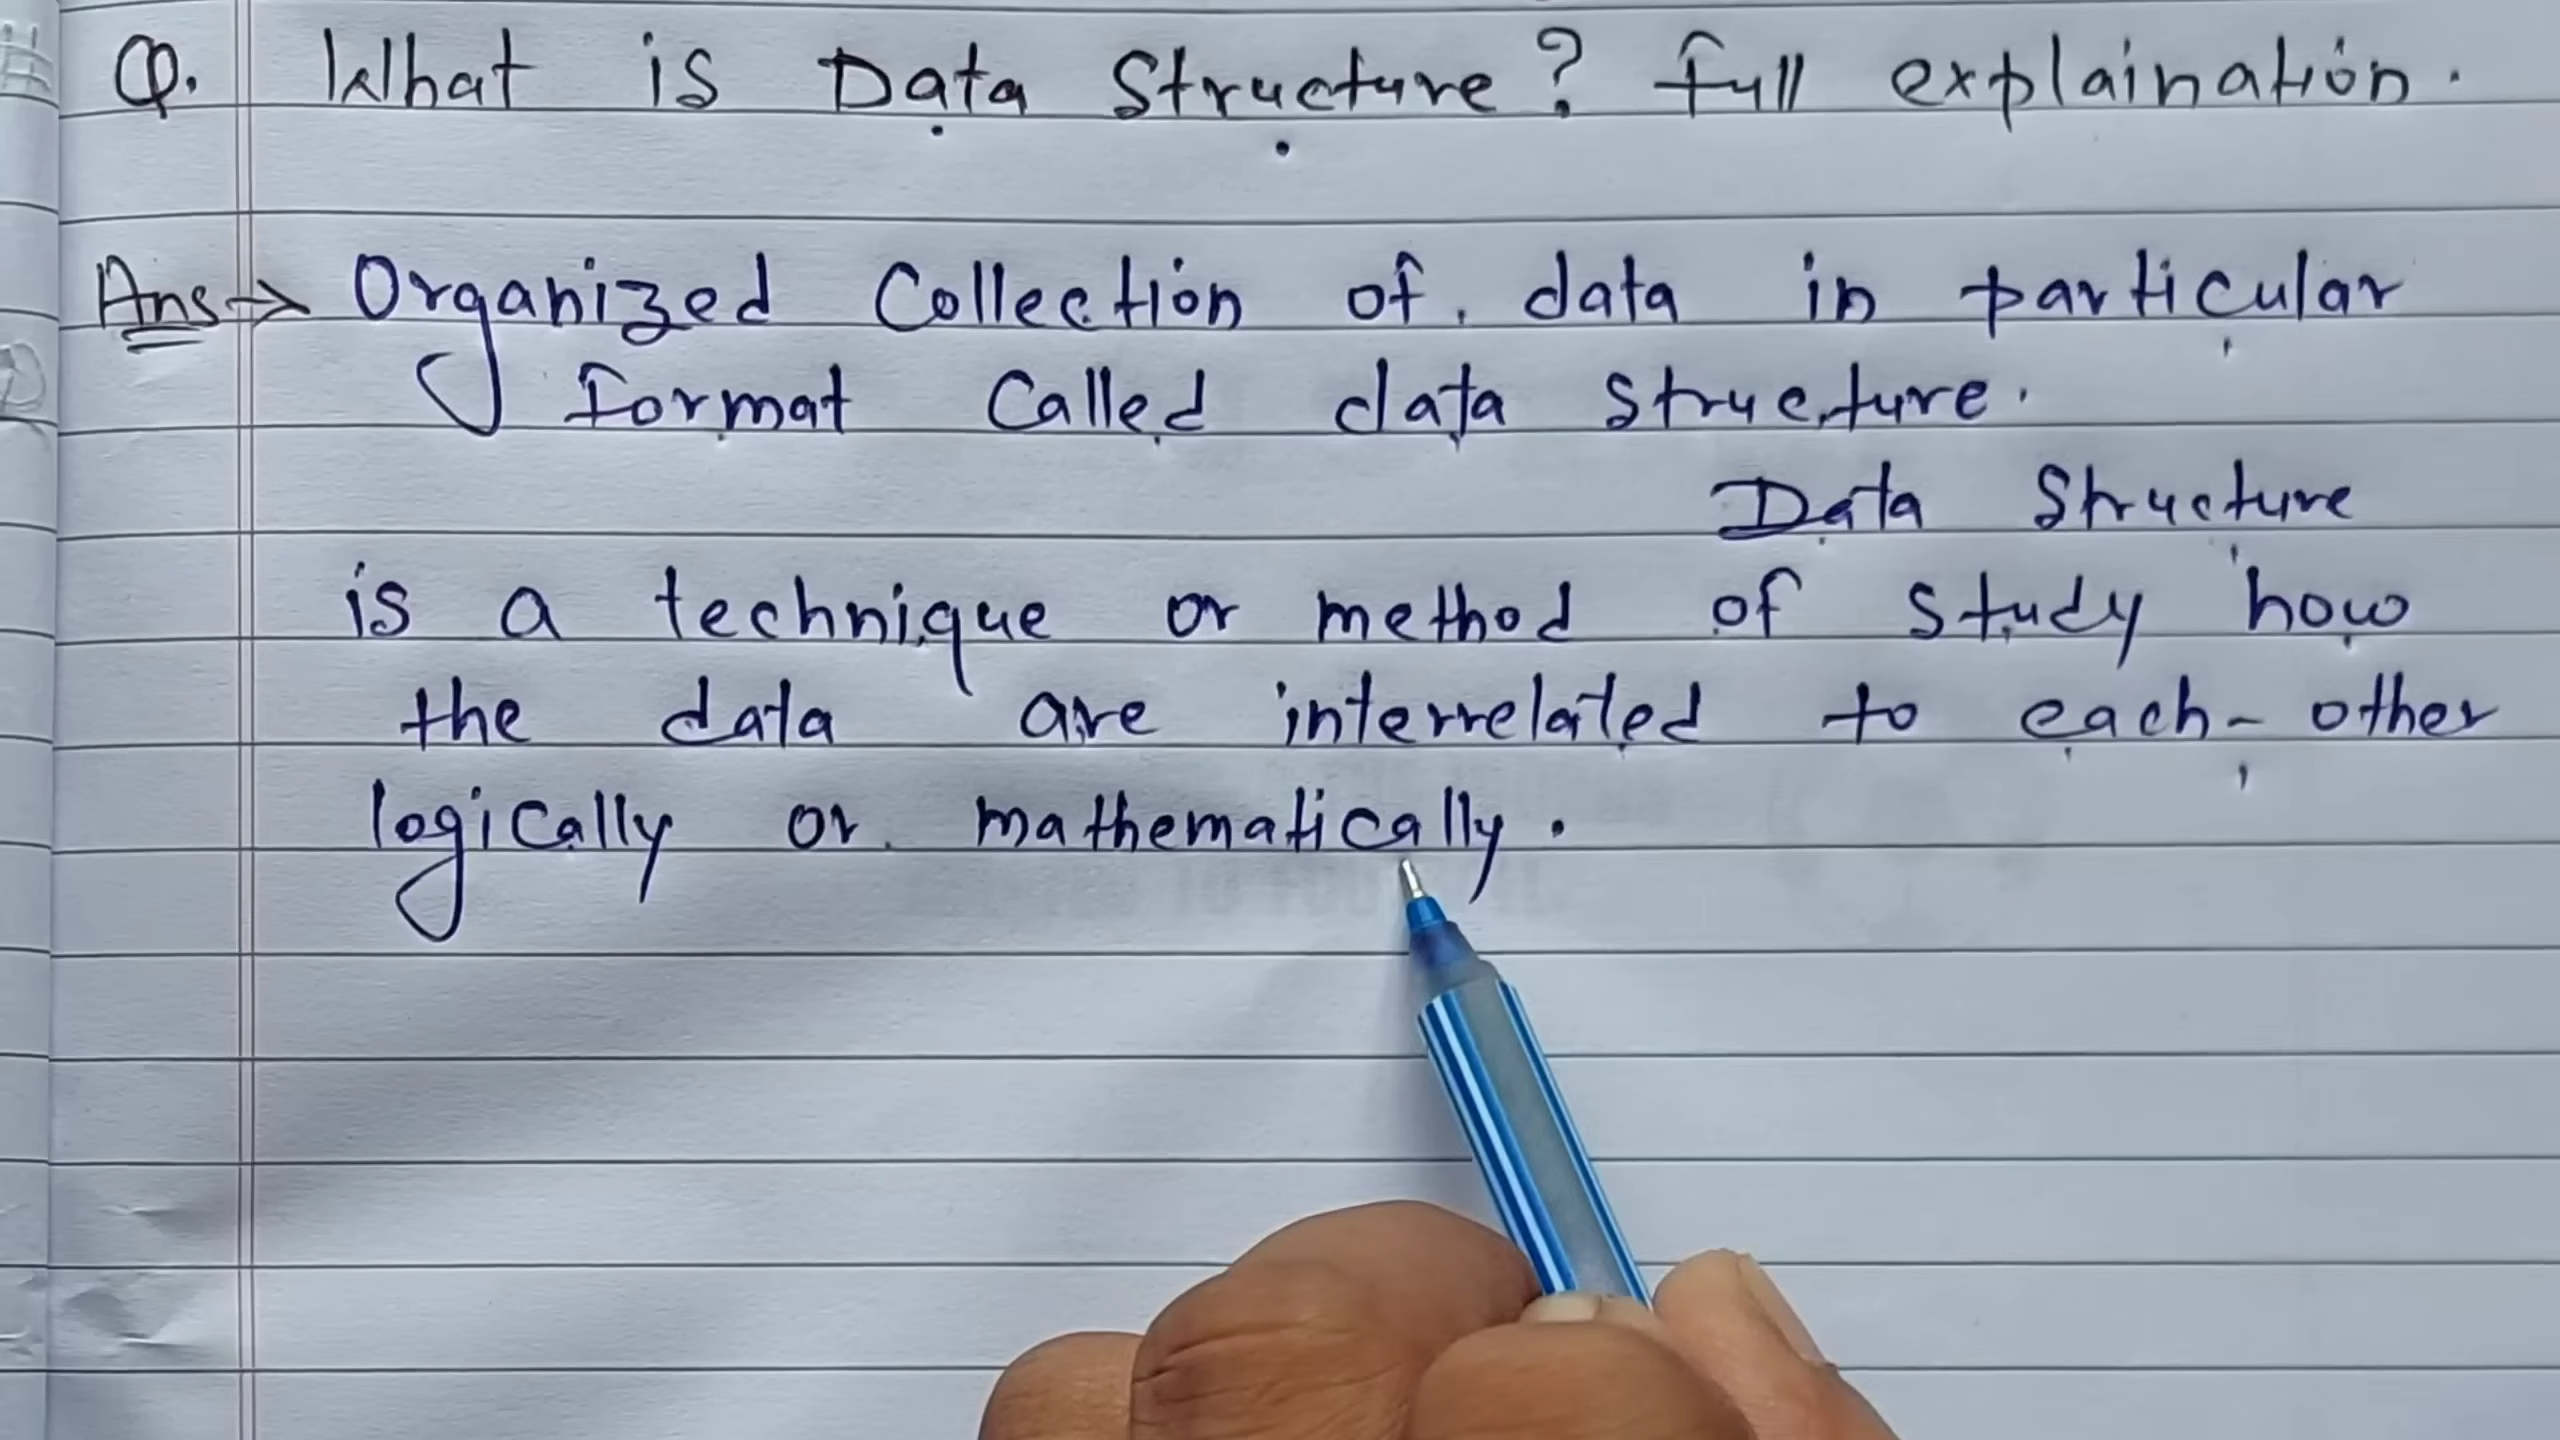 Q. What is Data Structure? full explaination.
Ans→ Organized Collection of data in particular
format Called data structure.
Data Structure
is a technique or method of study how
the data are interrelated to each-other
logically or mathematically.